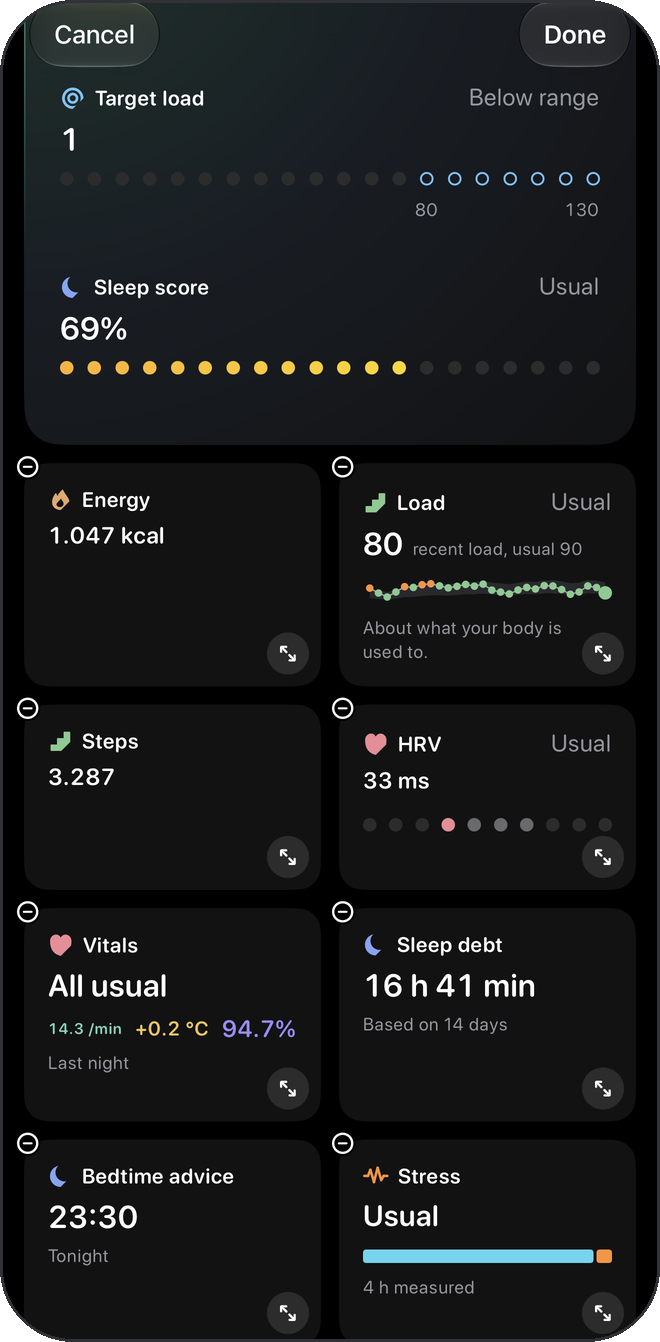 Cancel
Done
Target load
Below range
1
80
130
Sleep score
Usual
69%
Energy
1.047 kcal
Load
Usual
80 recent load, usual 90
About what your body is
used to.
Steps
3.287
HRV
Usual
33 ms
Vitals
All usual
14.3 /min +0.2 °C 94.7%
Last night
Sleep debt
16 h 41 min
Based on 14 days
Bedtime advice
23:30
Tonight
Stress
Usual
4 h measured